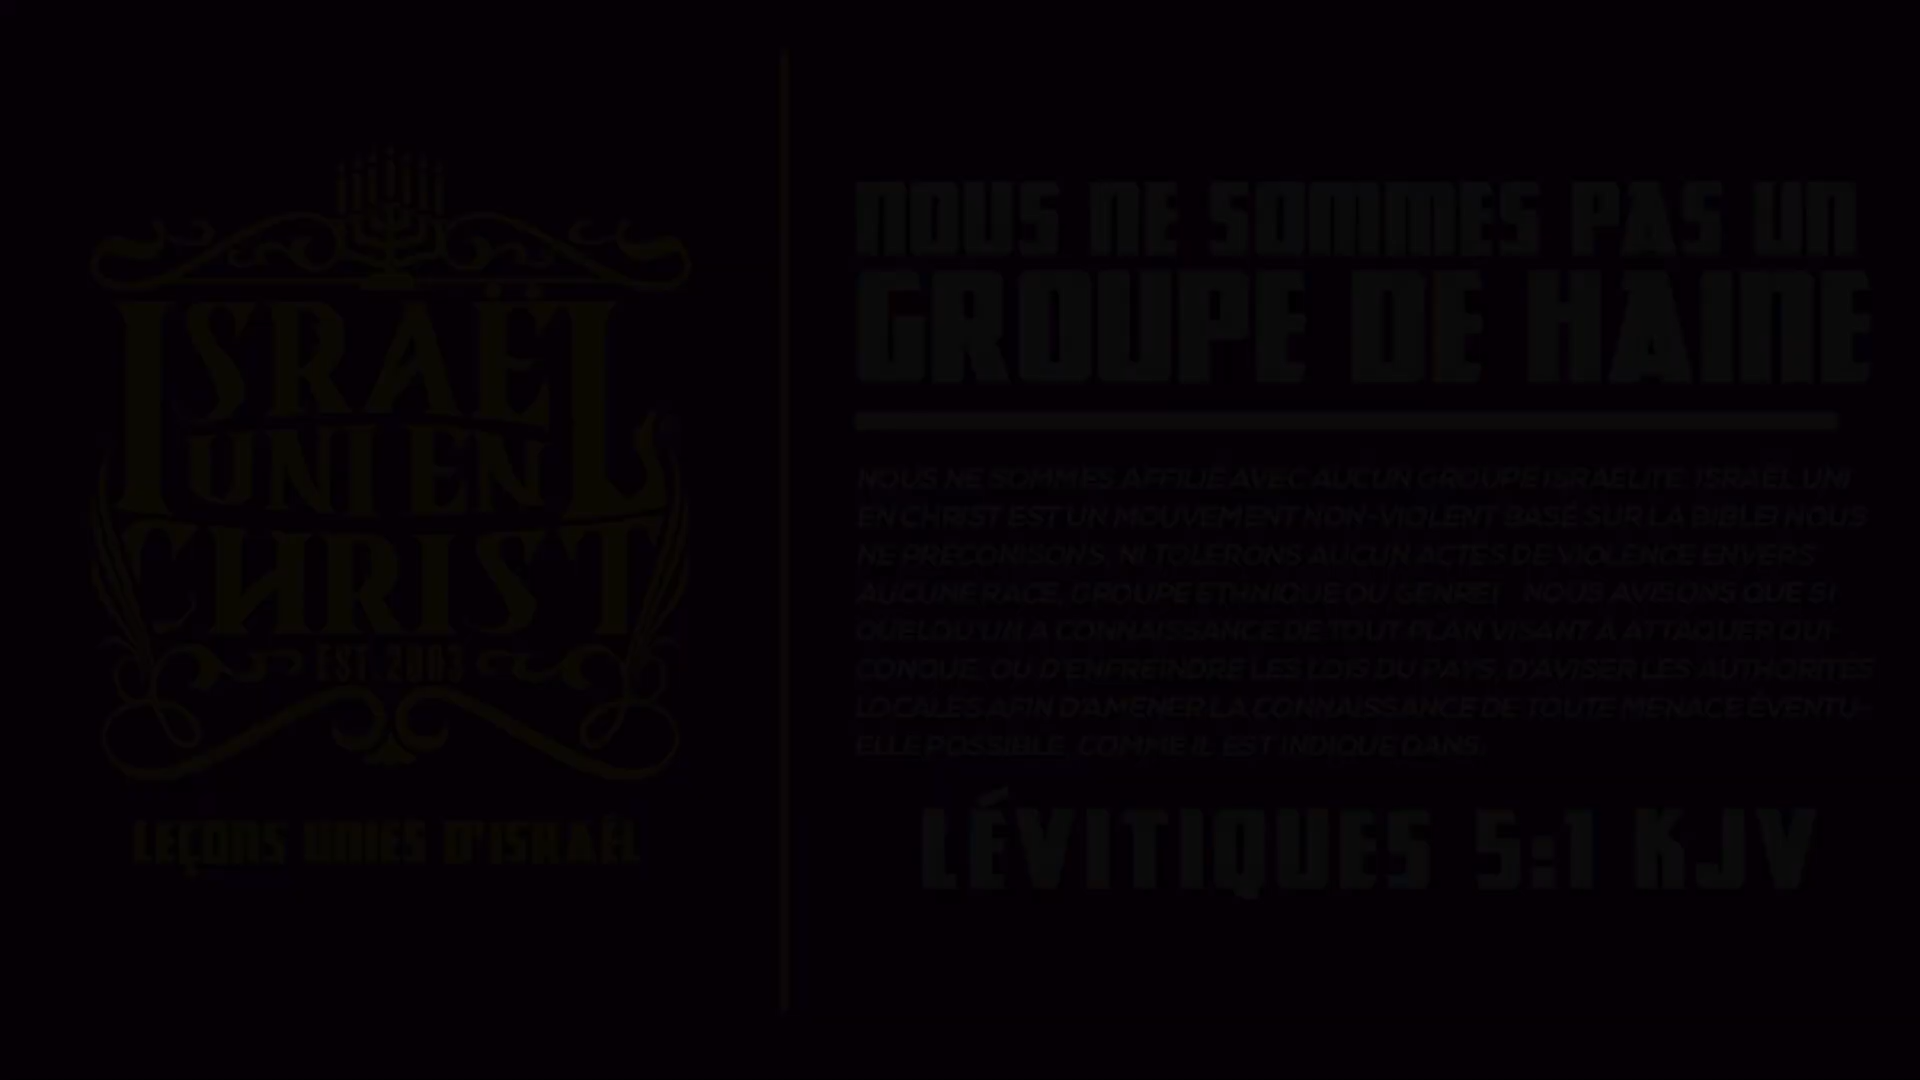 ISRAËL
UNI EN
CHRIST
EST. 2003
LEÇONS UNIES D'ISRAËL
NOUS NE SOMMES PAS UN
GROUPE DE HAINE
NOUS NE SOMMES AFFILIÉ AVEC AUCUN GROUPE ISRAELITE. ISRAEL UNI
EN CHRIST EST UN MOUVEMENT NON-VIOLENT BASÉ SUR LA BIBLE! NOUS
NE PRÉCONISONS, NI TOLERONS AUCUN ACTES DE VIOLENCE ENVERS
AUCUNE RACE, GROUPE ETHNIQUE OU GENRE! NOUS AVISONS QUE SI
QUELQU'UN A CONNAISSANCE DE TOUT PLAN VISANT À ATTAQUER QUI-
CONQUE, OU D'ENFREINDRE LES LOIS DU PAYS, D'AVISER LES AUTHORITÉS
LOCALES AFIN D'AMENER LA CONNAISSANCE DE TOUTE MENACE ÉVENTU-
ELLE POSSIBLE, COMME IL EST INDIQUE DANS:
LÉVITIQUES 5:1 KJV